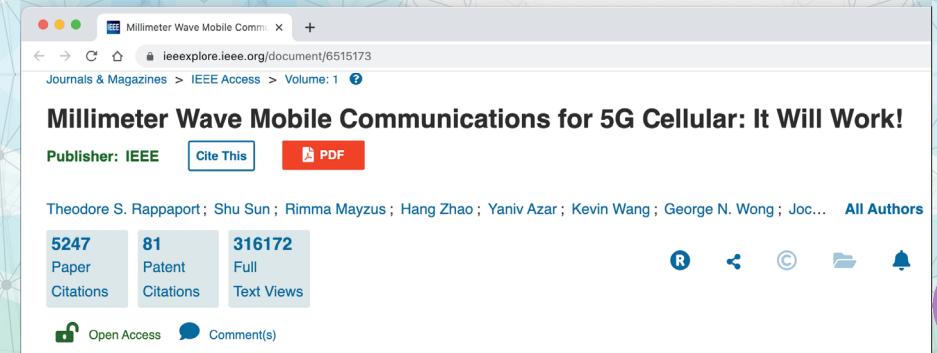 IEEE Millimeter Wave Mobile Commu × +
ieeexplore.ieee.org/document/6515173
Journals & Magazines > IEEE Access > Volume: 1 ?
Millimeter Wave Mobile Communications for 5G Cellular: It Will Work!
Publisher: IEEE Cite This PDF
Theodore S. Rappaport ; Shu Sun ; Rimma Mayzus ; Hang Zhao ; Yaniv Azar ; Kevin Wang ; George N. Wong ; Joc... All Authors
5247 81 316172
Paper Patent Full
Citations Citations Text Views
R ©
Open Access Comment(s)